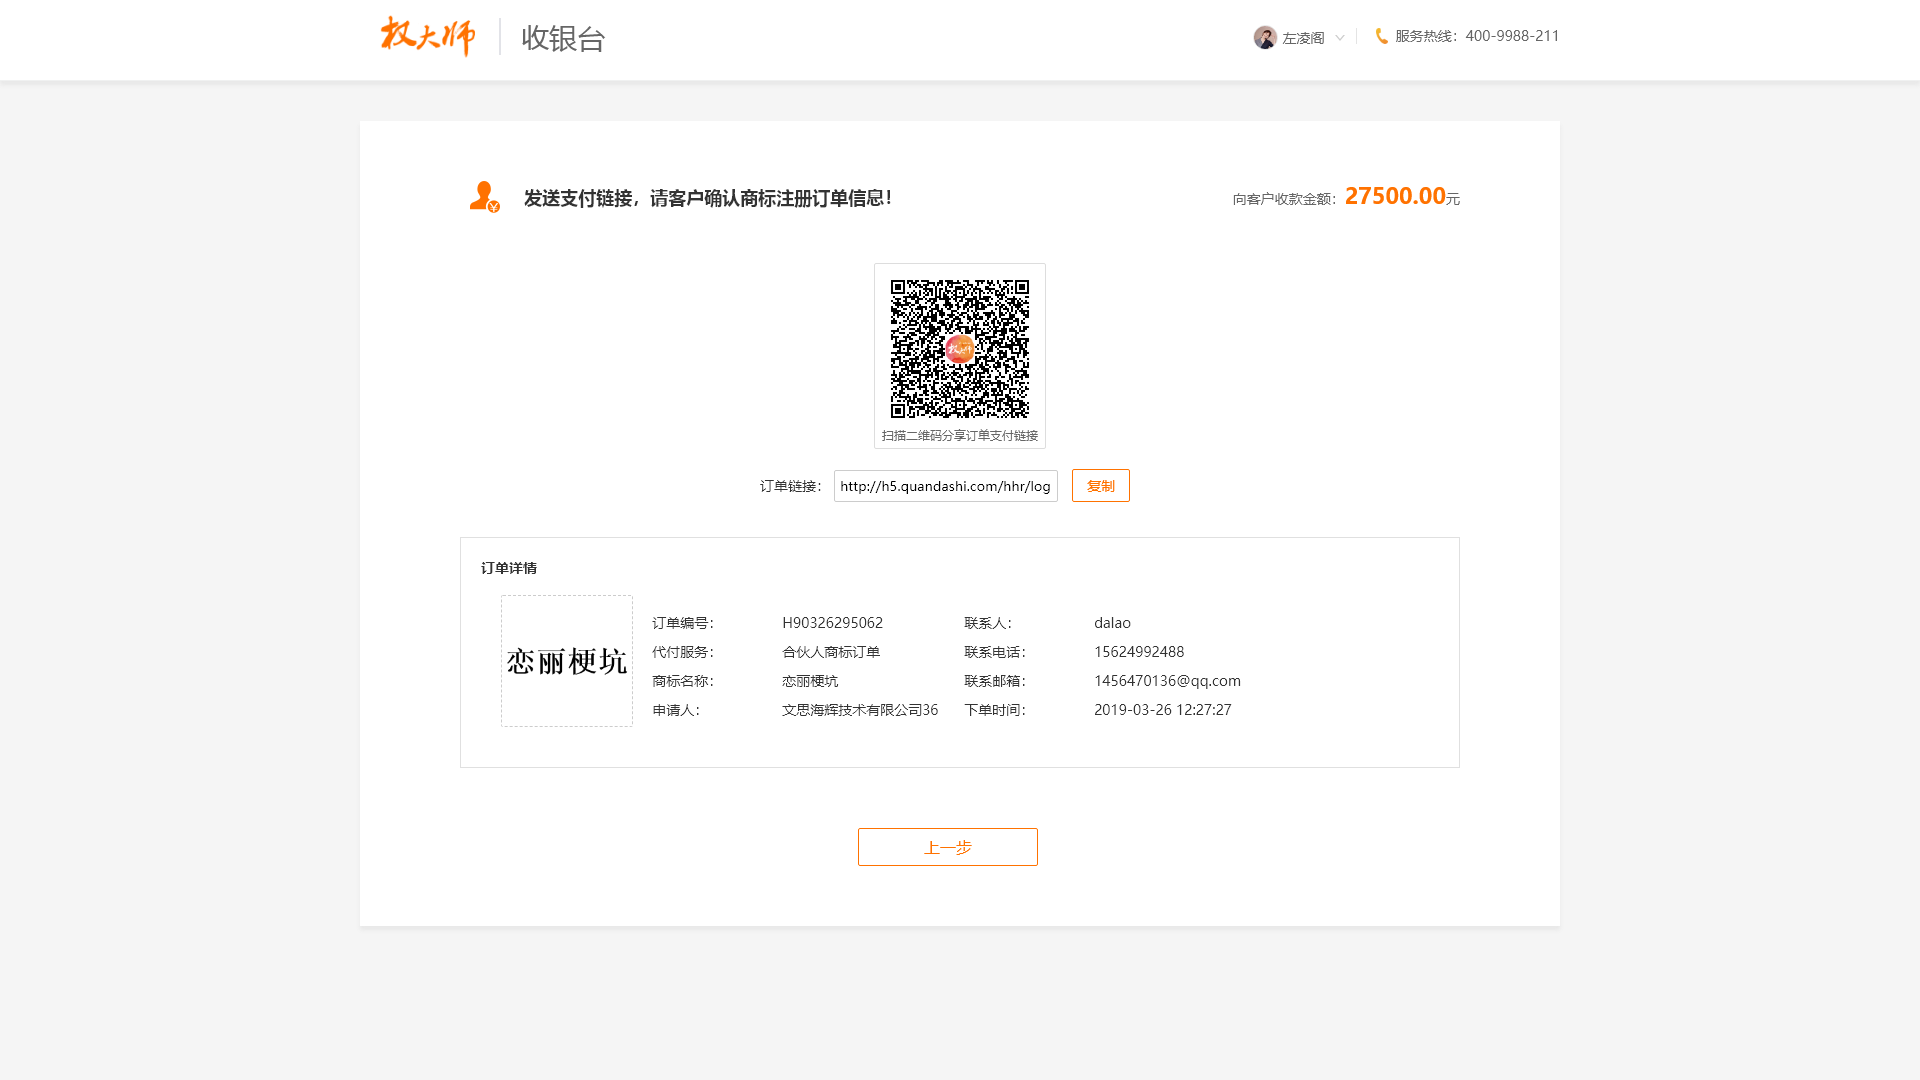 权大师
收银台
左凌阁
服务热线：400-9988-211
发送支付链接，请客户确认商标注册订单信息！
向客户收款金额：27500.00元
权大师
扫描二维码分享订单支付链接
订单链接：
http://h5.quandashi.com/hhr/log
复制
订单详情
恋丽梗坑
订单编号：
H90326295062
联系人：
dalao
代付服务：
合伙人商标订单
联系电话：
15624992488
商标名称：
恋丽梗坑
联系邮箱：
1456470136@qq.com
申请人：
文思海辉技术有限公司36
下单时间：
2019-03-26 12:27:27
上一步